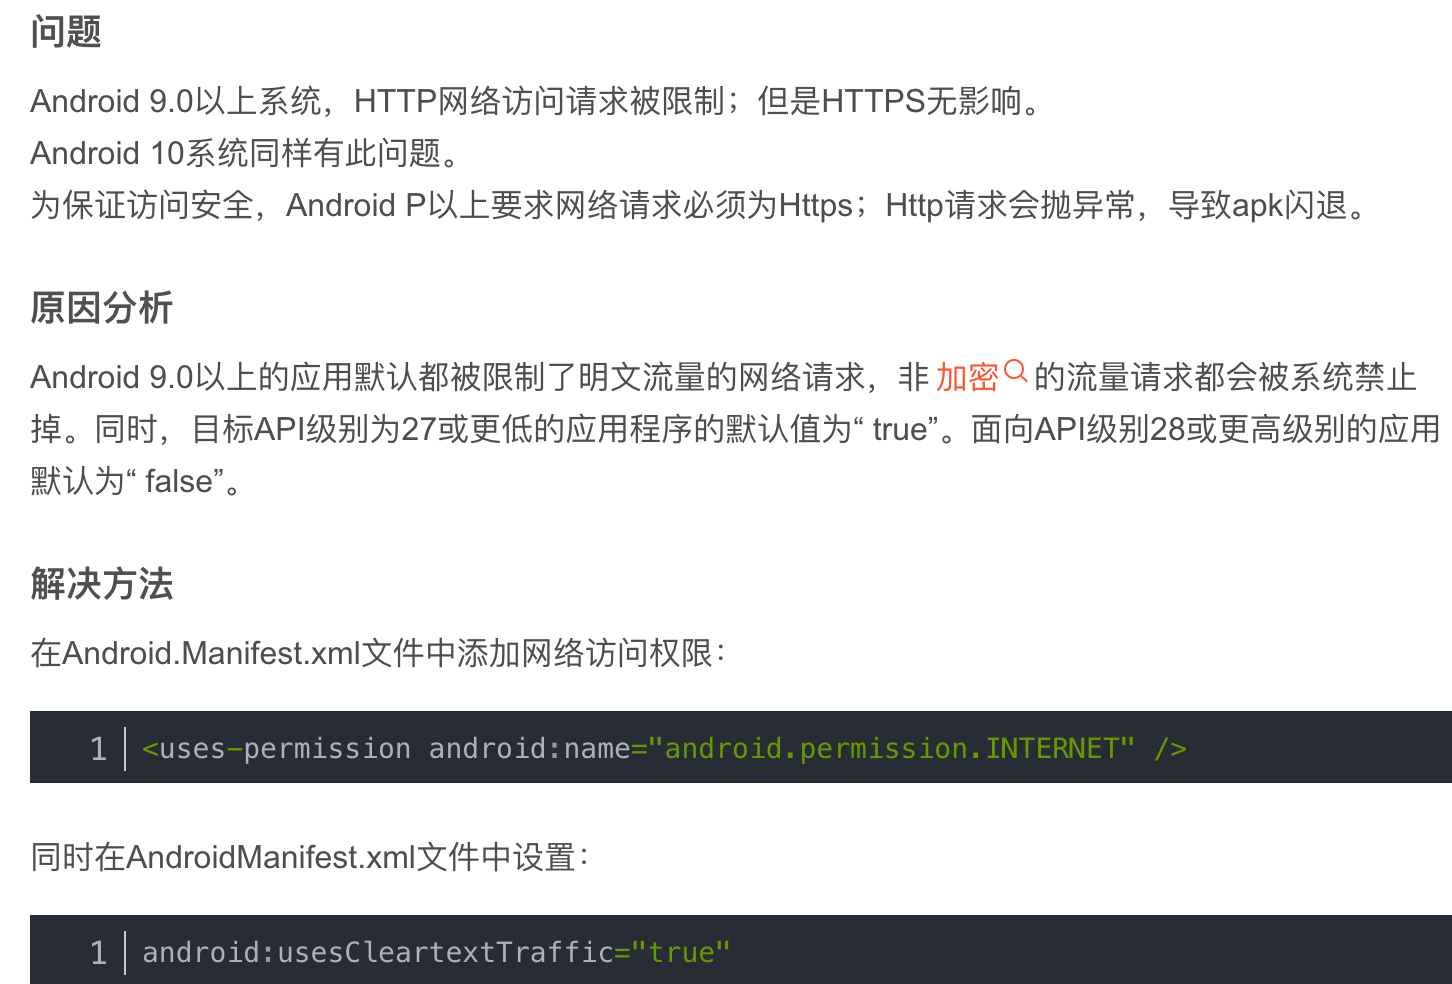 问题
Android 9.0以上系统，HTTP网络访问请求被限制；但是HTTPS无影响。
Android 10系统同样有此问题。
为保证访问安全，Android P以上要求网络请求必须为Https；Http请求会抛异常，导致apk闪退。
原因分析
Android 9.0以上的应用默认都被限制了明文流量的网络请求，非 加密 的流量请求都会被系统禁止
掉。同时，目标API级别为27或更低的应用程序的默认值为“ true”。面向API级别28或更高级别的应用
默认为“ false”。
解决方法
在Android.Manifest.xml文件中添加网络访问权限：
1 <uses-permission android:name="android.permission.INTERNET" />
同时在AndroidManifest.xml文件中设置：
1 android:usesCleartextTraffic="true"